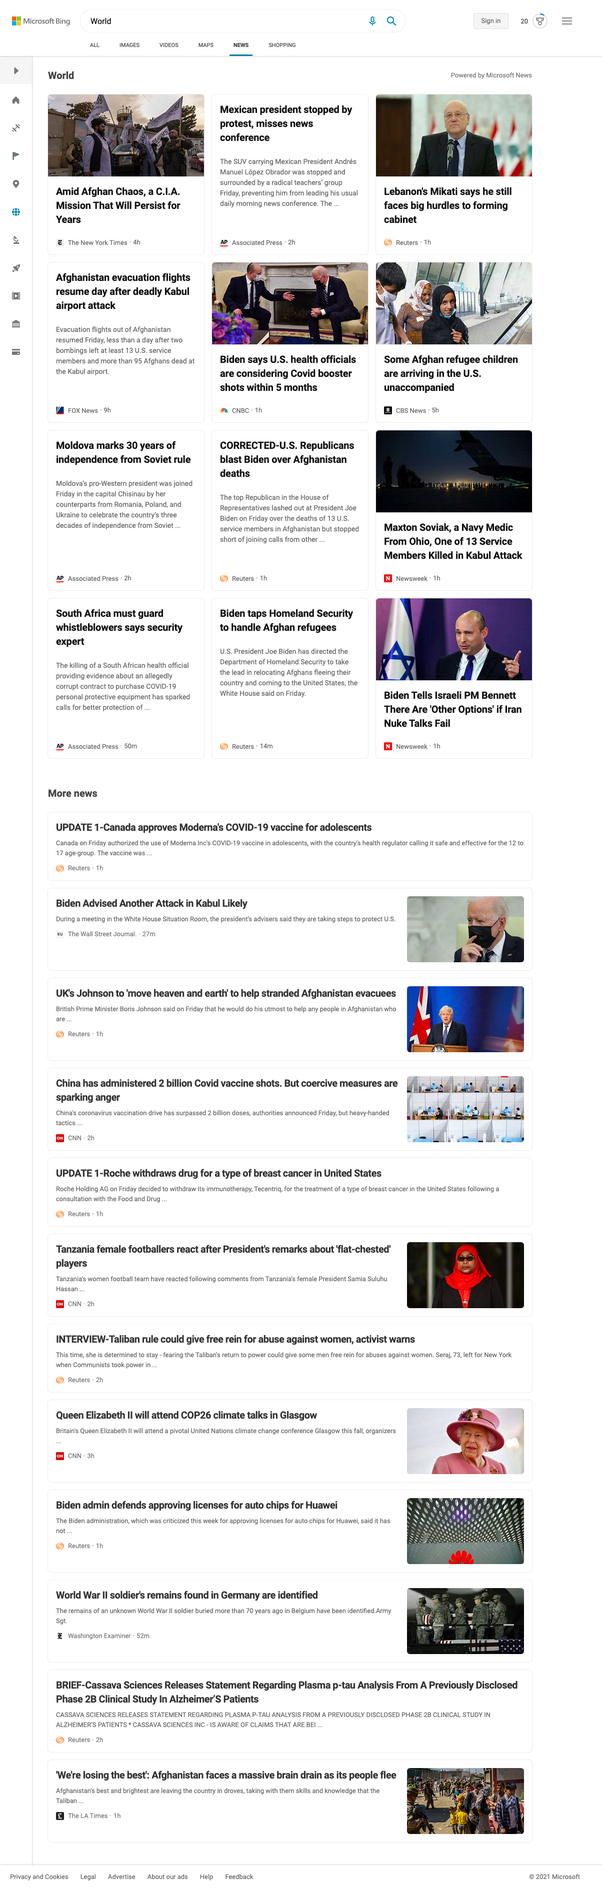 Microsoft Bing
World
Sign in
20
ALL
IMAGES
VIDEOS
MAPS
NEWS
SHOPPING
World
Powered by Microsoft News
Amid Afghan Chaos, a C.I.A.
Mission That Will Persist for
Years
The New York Times · 4h
Mexican president stopped by
protest, misses news
conference
The SUV carrying Mexican President Andrés
Manuel López Obrador was stopped and
surrounded by a radical teachers' group
Friday, preventing him from leading his usual
daily morning news conference. The ...
AP Associated Press · 2h
Lebanon's Mikati says he still
faces big hurdles to forming
cabinet
Reuters · 1h
Afghanistan evacuation flights
resume day after deadly Kabul
airport attack
Evacuation flights out of Afghanistan
resumed Friday, less than a day after two
bombings left at least 13 U.S. service
members and more than 95 Afghans dead at
the Kabul airport.
FOX News · 9h
Biden says U.S. health officials
are considering Covid booster
shots within 5 months
CNBC · 1h
Some Afghan refugee children
are arriving in the U.S.
unaccompanied
CBS News · 5h
Moldova marks 30 years of
independence from Soviet rule
Moldova's pro-Western president was joined
Friday in the capital Chisinau by her
counterparts from Romania, Poland, and
Ukraine to celebrate the country's three
decades of independence from Soviet ...
AP Associated Press · 2h
CORRECTED-U.S. Republicans
blast Biden over Afghanistan
deaths
The top Republican in the House of
Representatives lashed out at President Joe
Biden on Friday over the deaths of 13 U.S.
service members in Afghanistan but stopped
short of joining calls from other ...
Reuters · 1h
Maxton Soviak, a Navy Medic
From Ohio, One of 13 Service
Members Killed in Kabul Attack
N Newsweek · 1h
South Africa must guard
whistleblowers says security
expert
The killing of a South African health official
providing evidence about an allegedly
corrupt contract to purchase COVID-19
personal protective equipment has sparked
calls for better protection of ...
AP Associated Press · 50m
Biden taps Homeland Security
to handle Afghan refugees
U.S. President Joe Biden has directed the
Department of Homeland Security to take
the lead in relocating Afghans fleeing their
country and coming to the United States, the
White House said on Friday.
Reuters · 14m
Biden Tells Israeli PM Bennett
There Are 'Other Options' if Iran
Nuke Talks Fail
N Newsweek · 1h
More news
UPDATE 1-Canada approves Moderna's COVID-19 vaccine for adolescents
Canada on Friday authorized the use of Moderna Inc's COVID-19 vaccine in adolescents, with the country's health regulator calling it safe and effective for the 12 to
17 age-group. The vaccine was ...
Reuters · 1h
Biden Advised Another Attack in Kabul Likely
During a meeting in the White House Situation Room, the president's advisers said they are taking steps to protect U.S.
WSJ The Wall Street Journal. · 27m
UK's Johnson to 'move heaven and earth' to help stranded Afghanistan evacuees
British Prime Minister Boris Johnson said on Friday that he would do his utmost to help any people in Afghanistan who
are ...
Reuters · 1h
China has administered 2 billion Covid vaccine shots. But coercive measures are
sparking anger
China's coronavirus vaccination drive has surpassed 2 billion doses, authorities announced Friday, but heavy-handed
tactics ...
CNN CNN · 2h
UPDATE 1-Roche withdraws drug for a type of breast cancer in United States
Roche Holding AG on Friday decided to withdraw its immunotherapy, Tecentriq, for the treatment of a type of breast cancer in the United States following a
consultation with the Food and Drug ...
Reuters · 1h
Tanzania female footballers react after President's remarks about 'flat-chested'
players
Tanzania's women football team have reacted following comments from Tanzania's female President Samia Suluhu
Hassan ...
CNN CNN · 2h
INTERVIEW-Taliban rule could give free rein for abuse against women, activist warns
This time, she is determined to stay - fearing the Taliban's return to power could give some men free rein for abuses against women. Seraj, 73, left for New York
when Communists took power in ...
Reuters · 2h
Queen Elizabeth II will attend COP26 climate talks in Glasgow
Britain's Queen Elizabeth II will attend a pivotal United Nations climate change conference Glasgow this fall, organizers
...
CNN CNN · 3h
Biden admin defends approving licenses for auto chips for Huawei
The Biden administration, which was criticized this week for approving licenses for auto chips for Huawei, said it has
not ...
Reuters · 1h
World War II soldier's remains found in Germany are identified
The remains of an unknown World War II soldier buried more than 70 years ago in Belgium have been identified.Army
Sgt.
Washington Examiner · 52m
BRIEF-Cassava Sciences Releases Statement Regarding Plasma p-tau Analysis From A Previously Disclosed
Phase 2B Clinical Study In Alzheimer'S Patients
CASSAVA SCIENCES RELEASES STATEMENT REGARDING PLASMA P-TAU ANALYSIS FROM A PREVIOUSLY DISCLOSED PHASE 2B CLINICAL STUDY IN
ALZHEIMER'S PATIENTS * CASSAVA SCIENCES INC - IS AWARE OF CLAIMS THAT ARE BEI ...
Reuters · 2h
'We're losing the best': Afghanistan faces a massive brain drain as its people flee
Afghanistan's best and brightest are leaving the country in droves, taking with them skills and knowledge that the
Taliban ...
The LA Times · 1h
Privacy and Cookies
Legal
Advertise
About our ads
Help
Feedback
© 2021 Microsoft